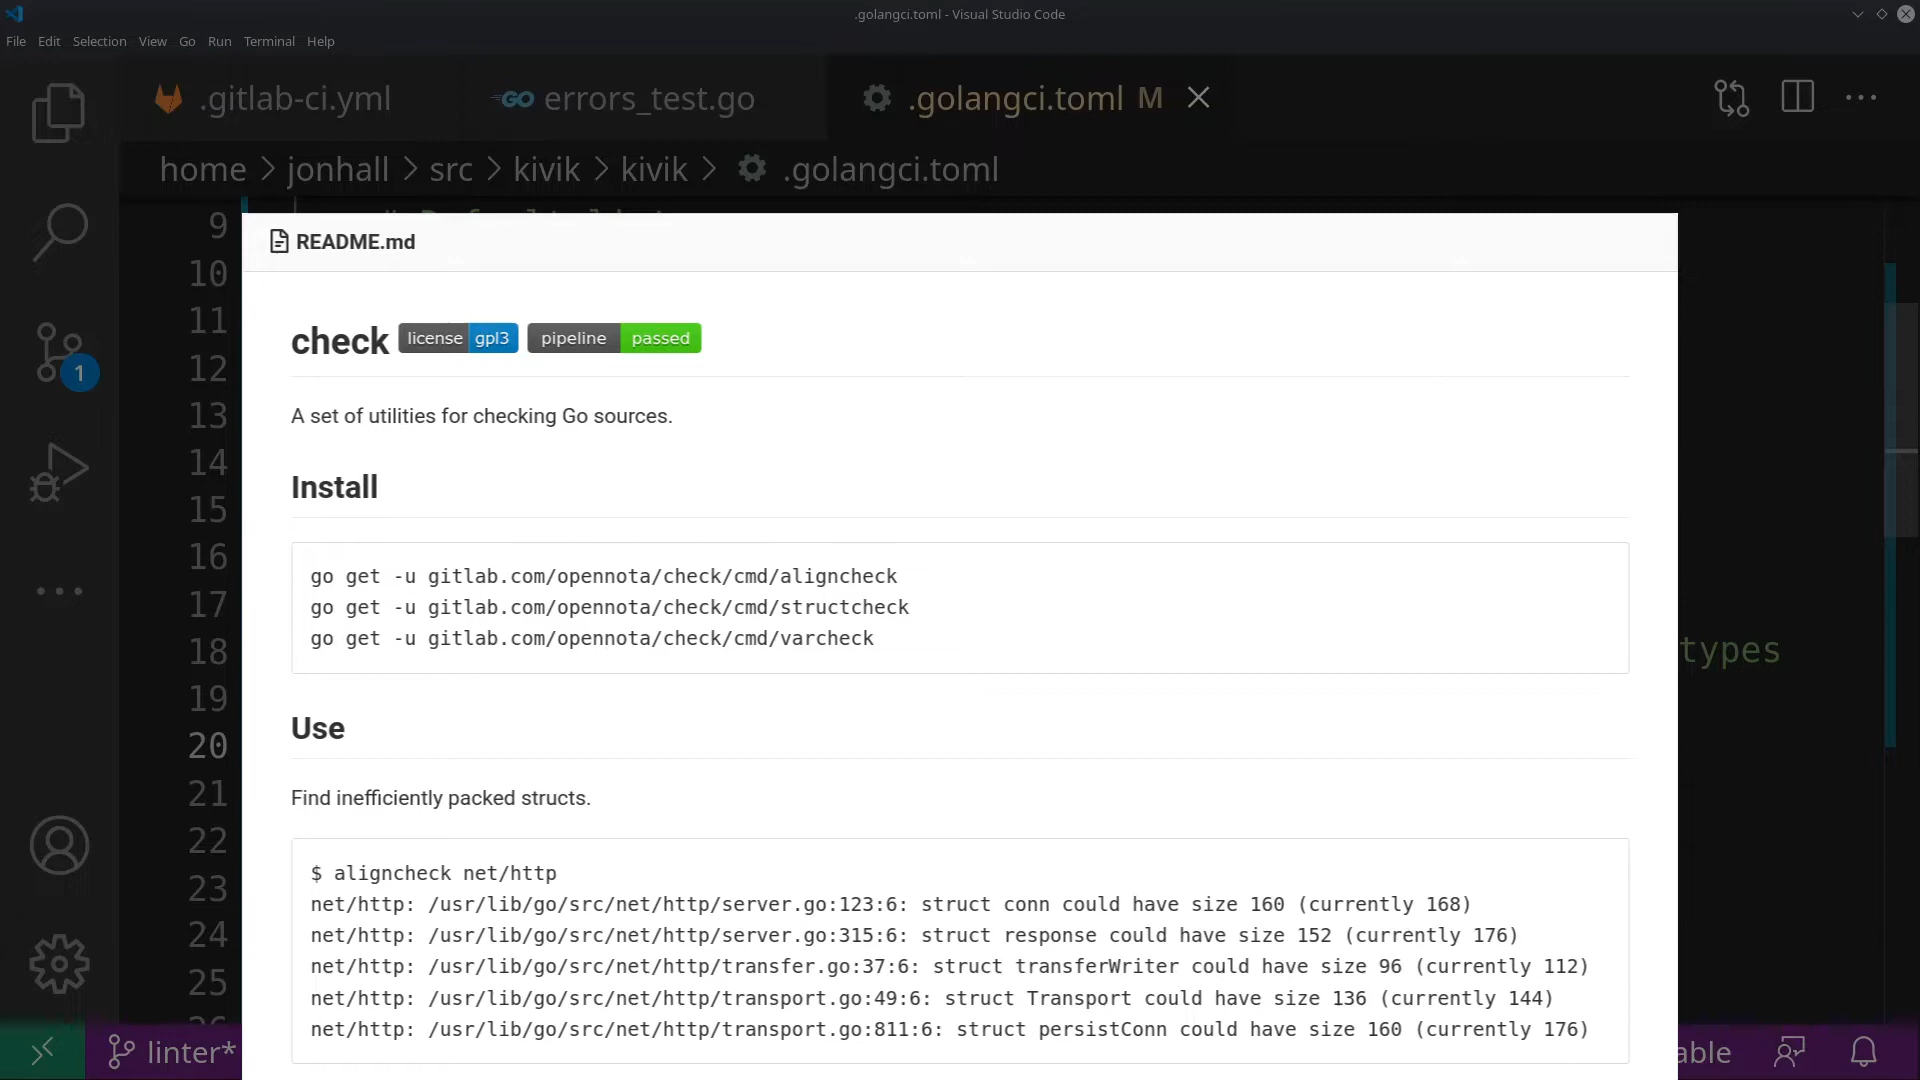 .golangci.toml - Visual Studio Code
File Edit Selection View Go Run Terminal Help
.gitlab-ci.yml
GO errors_test.go
.golangci.toml M
home > jonhall > src > kivik > kivik > .golangci.toml
9
10
11
12
13
14
15
16
17
18
19
20
21
22
23
24
25
1
README.md
check license gpl3 pipeline passed
A set of utilities for checking Go sources.
Install
go get -u gitlab.com/opennota/check/cmd/aligncheck
go get -u gitlab.com/opennota/check/cmd/structcheck
go get -u gitlab.com/opennota/check/cmd/varcheck
types
Use
Find inefficiently packed structs.
$ aligncheck net/http
net/http: /usr/lib/go/src/net/http/server.go:123:6: struct conn could have size 160 (currently 168)
net/http: /usr/lib/go/src/net/http/server.go:315:6: struct response could have size 152 (currently 176)
net/http: /usr/lib/go/src/net/http/transfer.go:37:6: struct transferWriter could have size 96 (currently 112)
net/http: /usr/lib/go/src/net/http/transport.go:49:6: struct Transport could have size 136 (currently 144)
net/http: /usr/lib/go/src/net/http/transport.go:811:6: struct persistConn could have size 160 (currently 176)
linter*
able